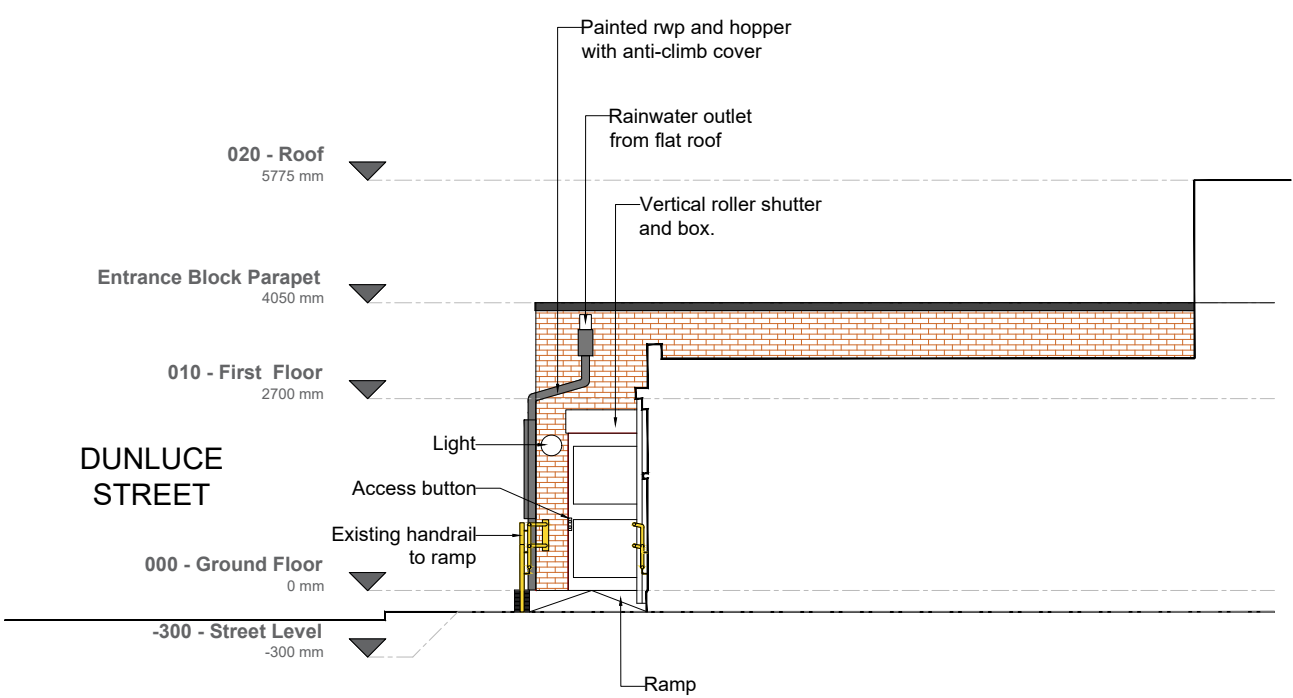 Painted rwp and hopper
with anti-climb cover
Rainwater outlet
from flat roof
020 - Roof
5775 mm
Vertical roller shutter
and box.
Entrance Block Parapet
4050 mm
010 - First Floor
2700 mm
DUNLUCE
STREET
Light
Access button
Existing handrail
to ramp
000 - Ground Floor
0 mm
-300 - Street Level
-300 mm
Ramp